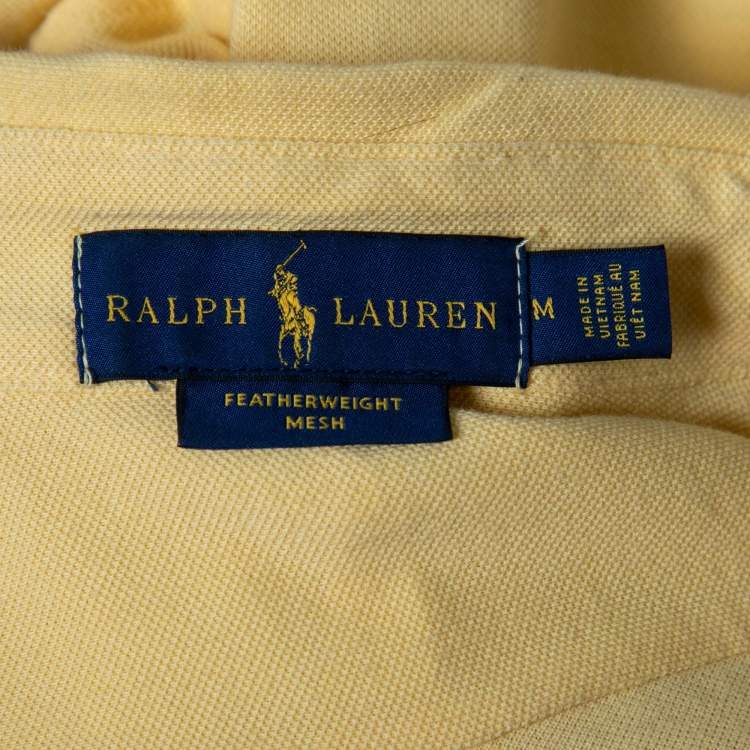 RALPH LAUREN
M
MADE IN
VIETNAM
FABRIQUÉ AU
VIÊT NAM
FEATHERWEIGHT
MESH